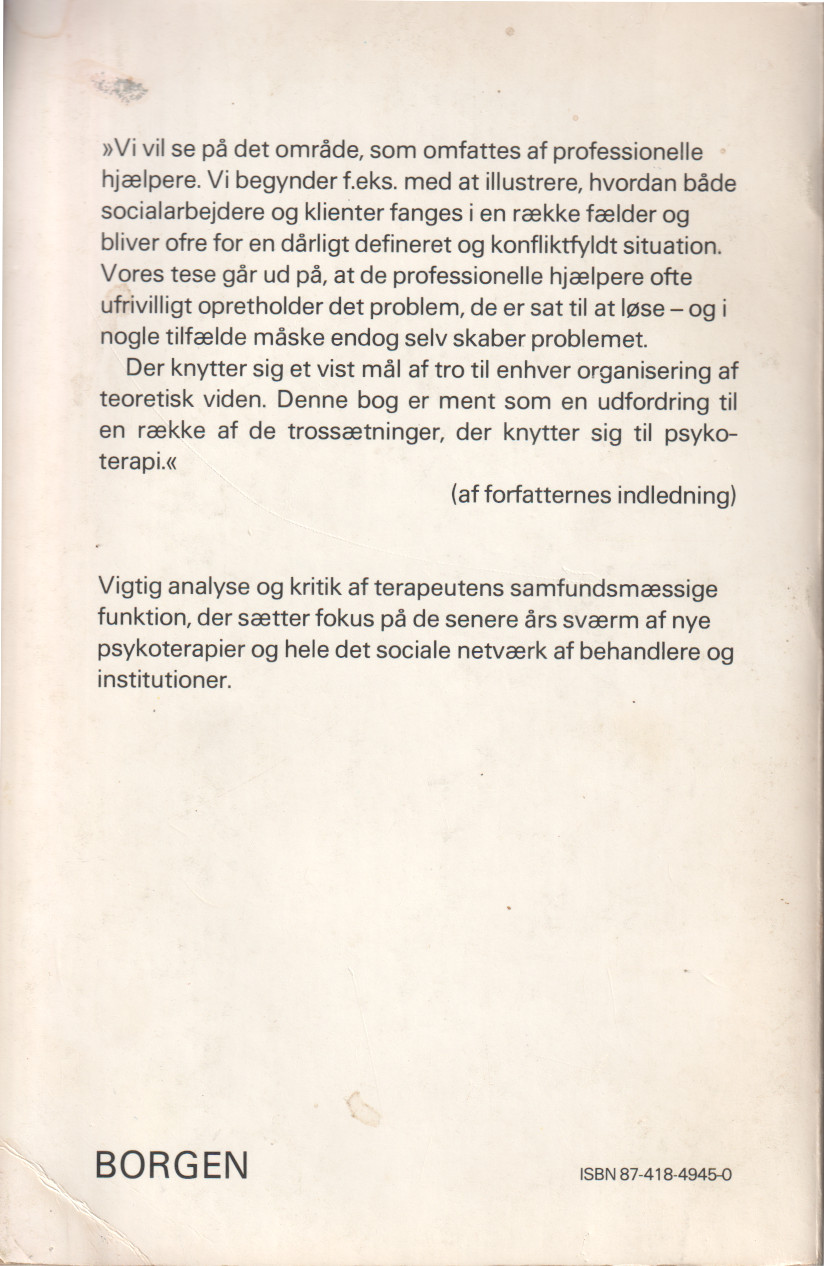 »Vi vil se på det område, som omfattes af professionelle
hjælpere. Vi begynder f.eks. med at illustrere, hvordan både
socialarbejdere og klienter fanges i en række fælder og
bliver ofre for en dårligt defineret og konfliktfyldt situation.
Vores tese går ud på, at de professionelle hjælpere ofte
ufrivilligt opretholder det problem, de er sat til at løse – og i
nogle tilfælde måske endog selv skaber problemet.
Der knytter sig et vist mål af tro til enhver organisering af
teoretisk viden. Denne bog er ment som en udfordring til
en række af de trossætninger, der knytter sig til psyko-
terapi.«
(af forfatternes indledning)
Vigtig analyse og kritik af terapeutens samfundsmæssige
funktion, der sætter fokus på de senere års sværm af nye
psykoterapier og hele det sociale netværk af behandlere og
institutioner.
BORGEN
ISBN 87-418-4945-0